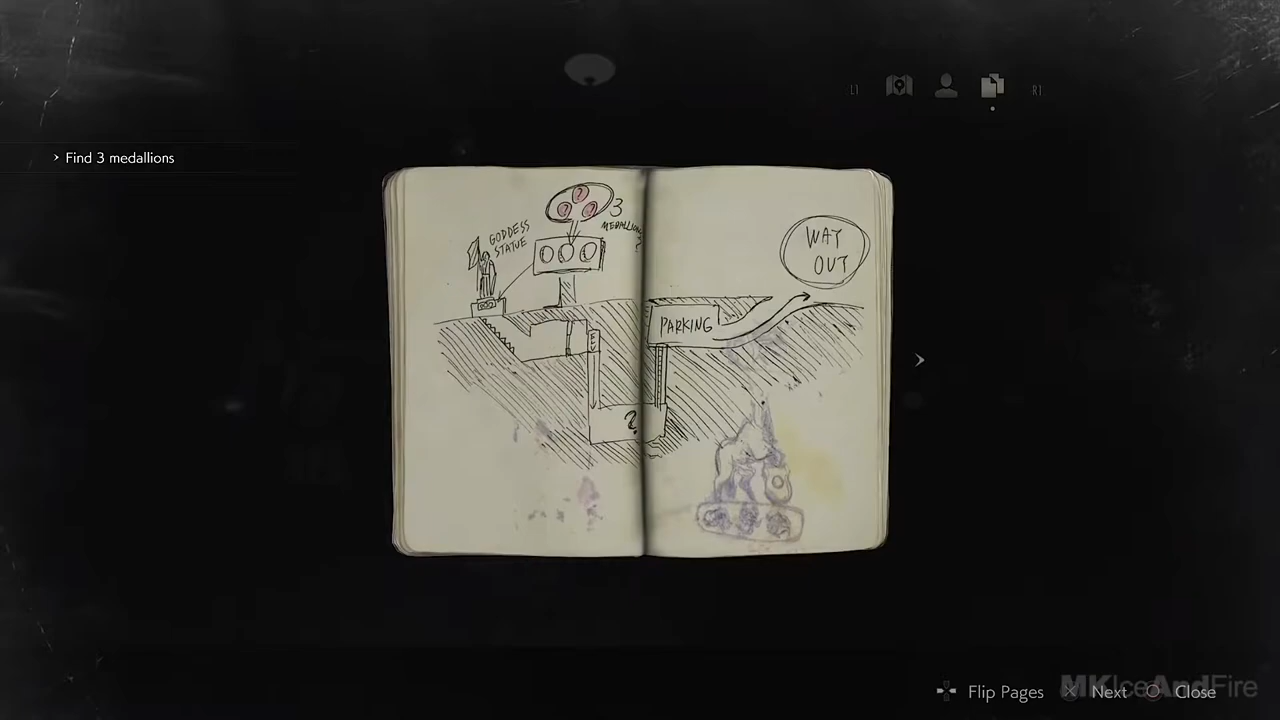 L1
R1
Find 3 medallions
3
MEDALLIONS
?
? ? ?
GODDESS
STATUE
WAY
OUT
PARKING
?
Flip Pages
Next
Close
MKIceAndFire